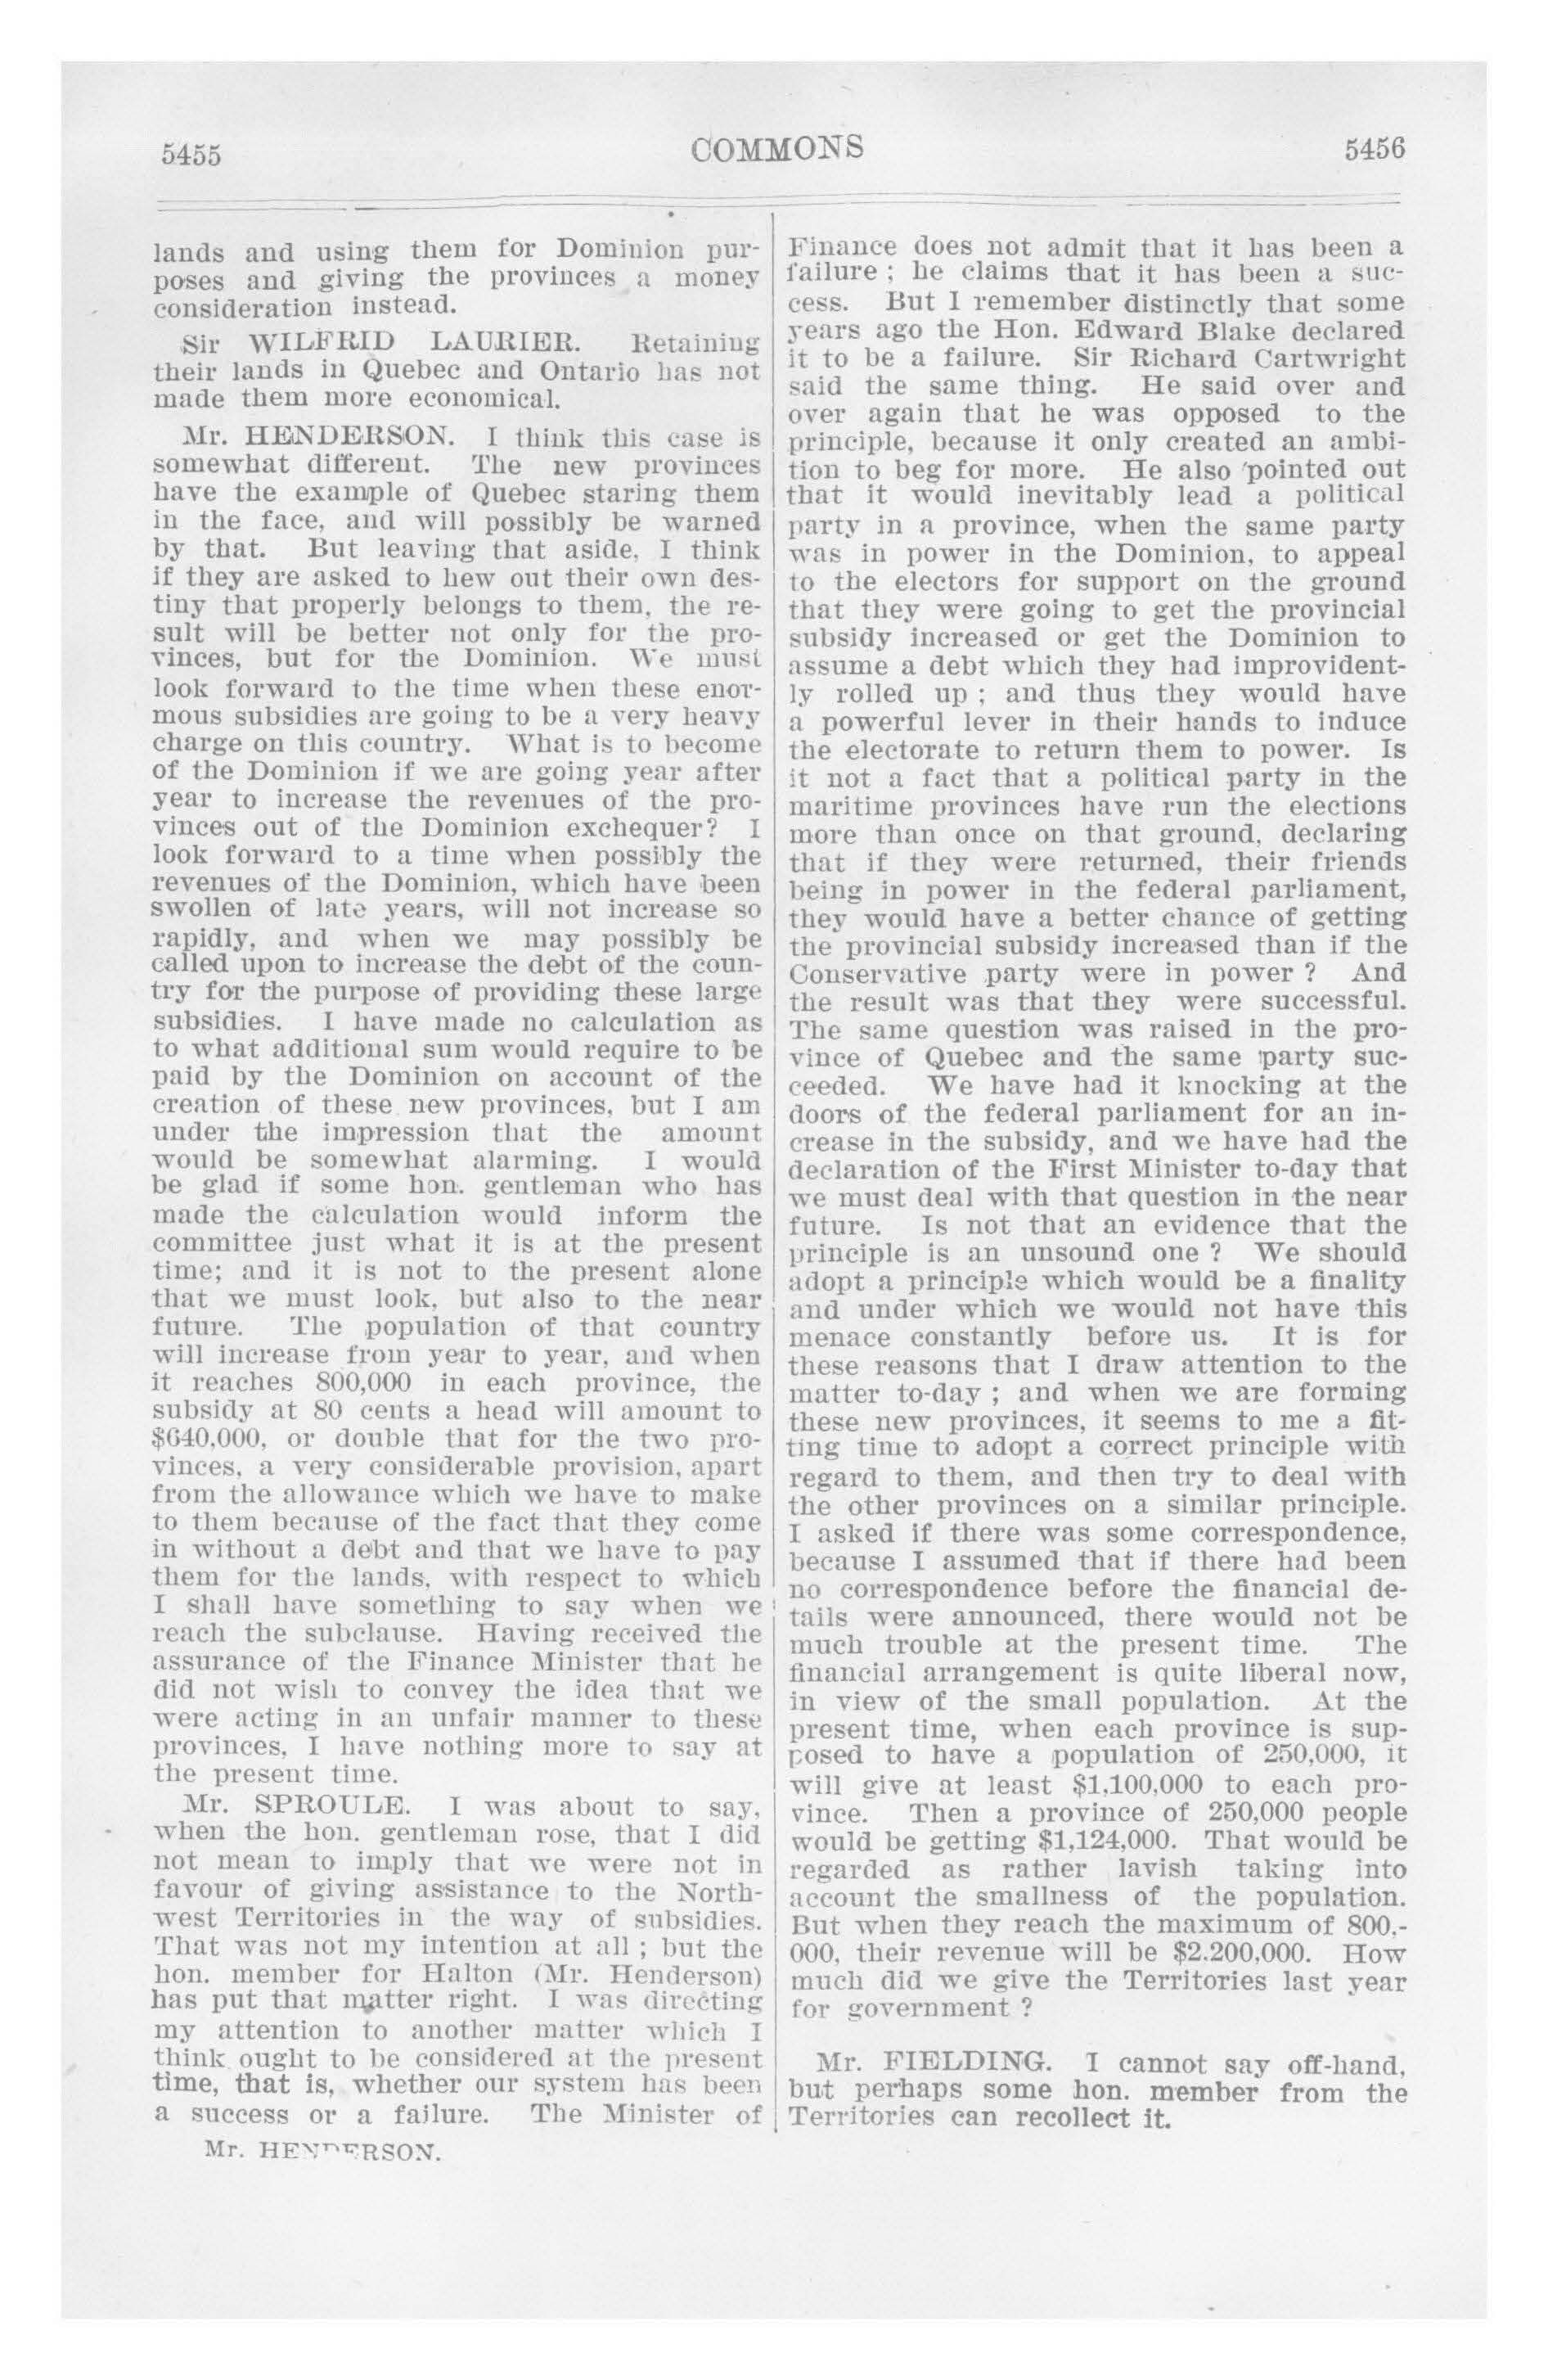 5455
COMMONS
5456
lands and using them for Dominion pur-
poses and giving the provinces a money
consideration instead.
Sir WILFRID LAURIER. Retaining
their lands in Quebec and Ontario has not
made them more economical.
Mr. HENDERSON. I think this case is
somewhat different. The new provinces
have the example of Quebec staring them
in the face, and will possibly be warned
by that. But leaving that aside, I think
if they are asked to hew out their own des-
tiny that properly belongs to them, the re-
sult will be better not only for the pro-
vinces, but for the Dominion. We must
look forward to the time when these enor-
mous subsidies are going to be a very heavy
charge on this country. What is to become
of the Dominion if we are going year after
year to increase the revenues of the pro-
vinces out of the Dominion exchequer? I
look forward to a time when possibly the
revenues of the Dominion, which have been
swollen of late years, will not increase so
rapidly, and when we may possibly be
called upon to increase the debt of the coun-
try for the purpose of providing these large
subsidies. I have made no calculation as
to what additional sum would require to be
paid by the Dominion on account of the
creation of these new provinces, but I am
under the impression that the amount
would be somewhat alarming. I would
be glad if some hon. gentleman who has
made the calculation would inform the
committee just what it is at the present
time; and it is not to the present alone
that we must look, but also to the near
future. The population of that country
will increase from year to year, and when
it reaches 800,000 in each province, the
subsidy at 80 cents a head will amount to
$640,000, or double that for the two pro-
vinces, a very considerable provision, apart
from the allowance which we have to make
to them because of the fact that they come
in without a debt and that we have to pay
them for the lands, with respect to which
I shall have something to say when we
reach the subclause. Having received the
assurance of the Finance Minister that he
did not wish to convey the idea that we
were acting in an unfair manner to these
provinces, I have nothing more to say at
the present time.
Mr. SPROULE. I was about to say,
when the hon. gentleman rose, that I did
not mean to imply that we were not in
favour of giving assistance to the North-
west Territories in the way of subsidies.
That was not my intention at all ; but the
hon. member for Halton (Mr. Henderson)
has put that matter right. I was directing
my attention to another matter which I
think ought to be considered at the present
time, that is, whether our system has been
a success or a failure. The Minister of
Mr. HENDERSON.
Finance does not admit that it has been a
failure ; he claims that it has been a suc-
cess. But I remember distinctly that some
years ago the Hon. Edward Blake declared
it to be a failure. Sir Richard Cartwright
said the same thing. He said over and
over again that he was opposed to the
principle, because it only created an ambi-
tion to beg for more. He also pointed out
that it would inevitably lead a political
party in a province, when the same party
was in power in the Dominion, to appeal
to the electors for support on the ground
that they were going to get the provincial
subsidy increased or get the Dominion to
assume a debt which they had improvident-
ly rolled up ; and thus they would have
a powerful lever in their hands to induce
the electorate to return them to power. Is
it not a fact that a political party in the
maritime provinces have run the elections
more than once on that ground, declaring
that if they were returned, their friends
being in power in the federal parliament,
they would have a better chance of getting
the provincial subsidy increased than if the
Conservative party were in power ? And
the result was that they were successful.
The same question was raised in the pro-
vince of Quebec and the same party suc-
ceeded. We have had it knocking at the
doors of the federal parliament for an in-
crease in the subsidy, and we have had the
declaration of the First Minister to-day that
we must deal with that question in the near
future. Is not that an evidence that the
principle is an unsound one ? We should
adopt a principle which would be a finality
and under which we would not have this
menace constantly before us. It is for
these reasons that I draw attention to the
matter to-day ; and when we are forming
these new provinces, it seems to me a fit-
ting time to adopt a correct principle with
regard to them, and then try to deal with
the other provinces on a similar principle.
I asked if there was some correspondence,
because I assumed that if there had been
no correspondence before the financial de-
tails were announced, there would not be
much trouble at the present time. The
financial arrangement is quite liberal now,
in view of the small population. At the
present time, when each province is sup-
posed to have a population of 250,000, it
will give at least $1,100,000 to each pro-
vince. Then a province of 250,000 people
would be getting $1,124,000. That would be
regarded as rather lavish taking into
account the smallness of the population.
But when they reach the maximum of 800,-
000, their revenue will be $2.200,000. How
much did we give the Territories last year
for government ?
Mr. FIELDING. I cannot say off-hand,
but perhaps some hon. member from the
Territories can recollect it.